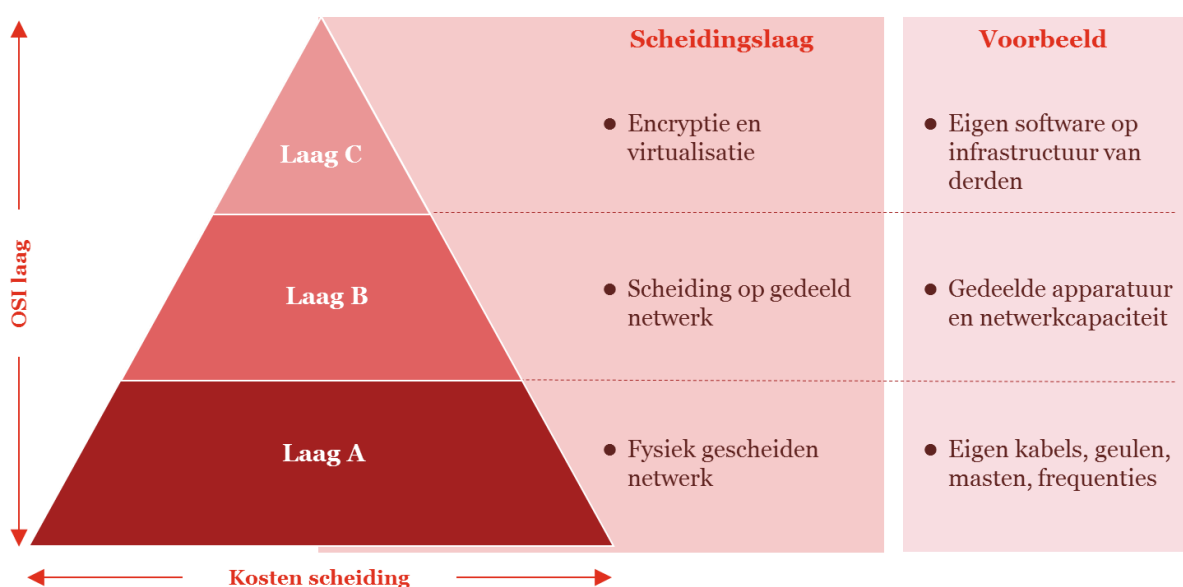 Scheidingslaag
Voorbeeld
OSI laag
Laag C
● Encryptie en
virtualisatie
● Eigen software op
infrastructuur van
derden
Laag B
● Scheiding op gedeeld
netwerk
● Gedeelde apparatuur
en netwerkcapaciteit
Laag A
● Fysiek gescheiden
netwerk
● Eigen kabels, geulen,
masten, frequenties
Kosten scheiding